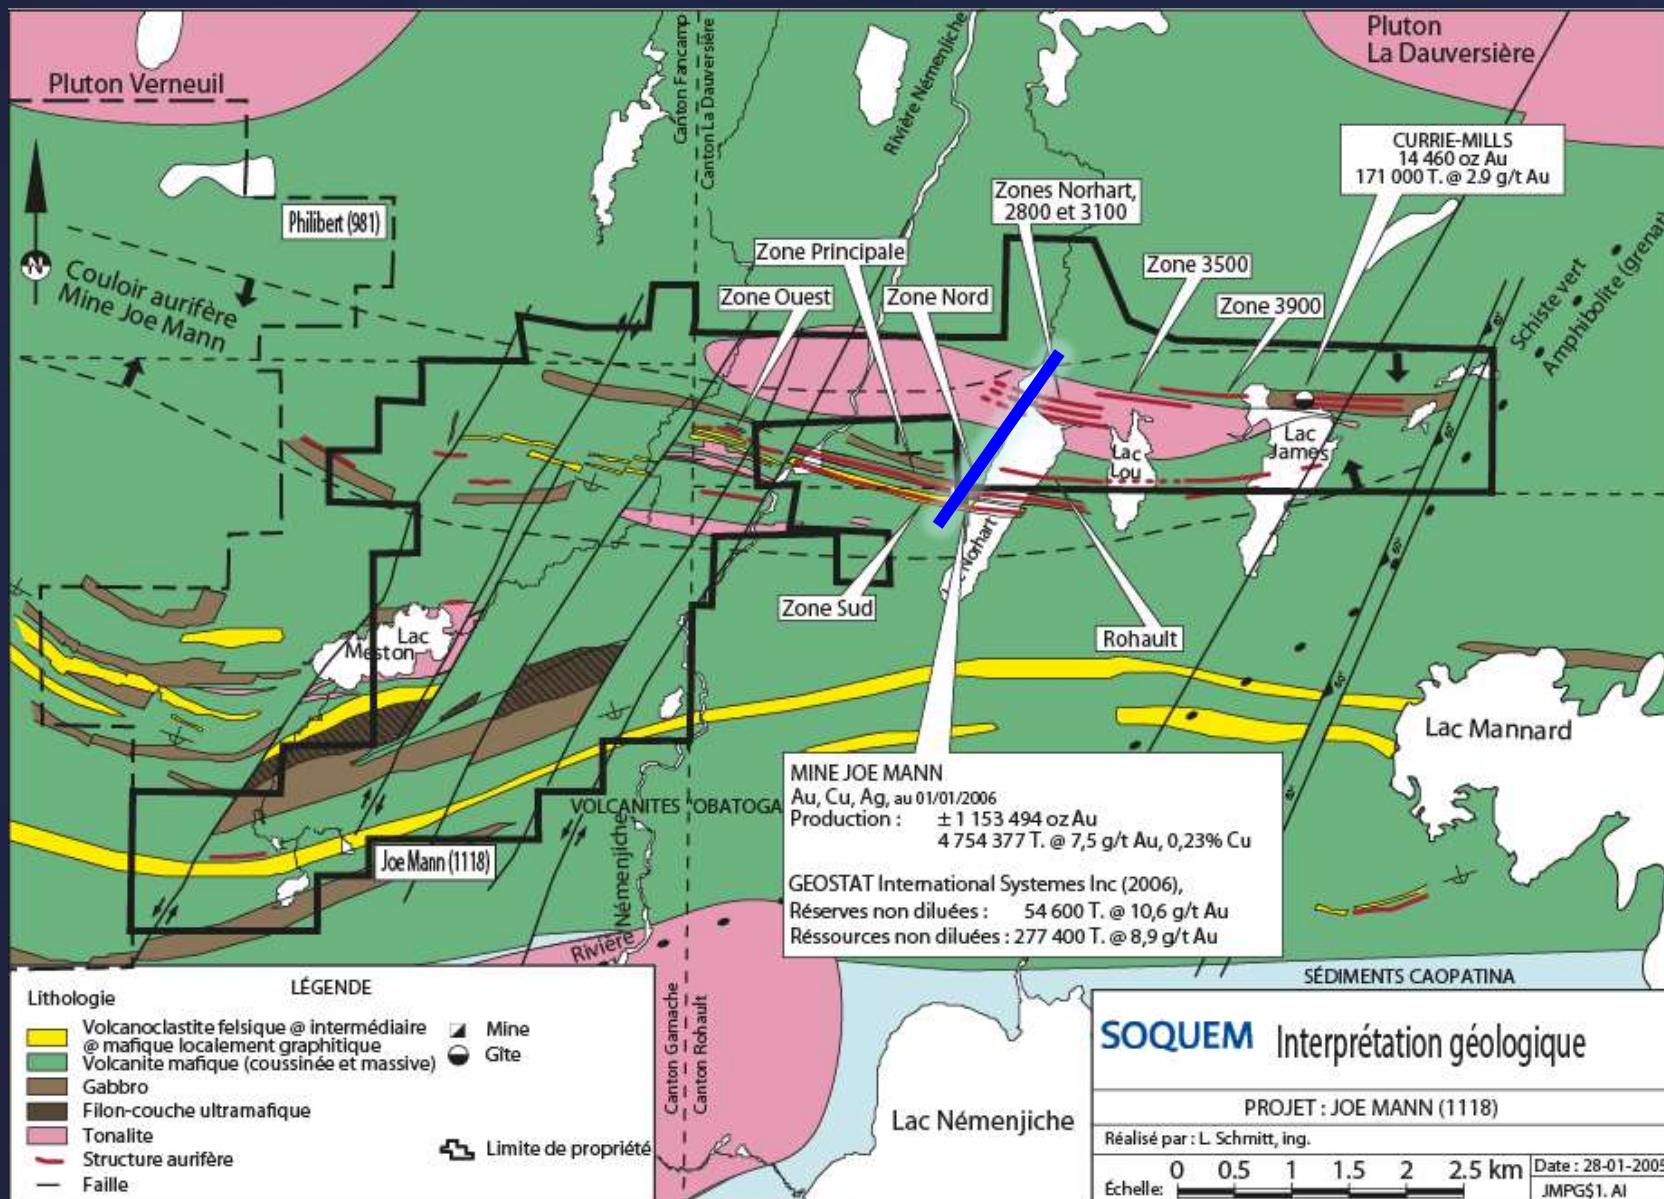 Pluton Verneuil
Canton Fancamp
Canton La Dauversière
Rivière Némenjiche
Pluton
La Dauversière
CURRIE-MILLS
14 460 oz Au
171 000 T. @ 2.9 g/t Au
Philibert (981)
Zones Norhart,
2800 et 3100
N
Couloir aurifère
Mine Joe Mann
Zone Principale
Zone Ouest
Zone Nord
Zone 3500
Zone 3900
Schiste vert
Amphibolite (grenati
60'
Lac
Lou
Lac
James
60'
60'
Norhart
Zone Sud
Rohault
Lac
Meston
60'
Lac Mannard
60'
MINE JOE MANN
Au, Cu, Ag, au 01/01/2006
Production : ± 1 153 494 oz Au
4 754 377 T. @ 7,5 g/t Au, 0,23% Cu
GEOSTAT International Systemes Inc (2006),
Réserves non diluées : 54 600 T. @ 10,6 g/t Au
Réssources non diluées : 277 400 T. @ 8,9 g/t Au
VOLCANITES "OBATOGA
Joe Mann (1118)
Rivière Némenjiche
SÉDIMENTS CAOPATINA
Canton Gamache
Canton Rohault
Lac Némenjiche
LÉGENDE
Lithologie
Volcanoclastite felsique @ intermédiaire
@ mafique localement graphitique
Volcanite mafique (coussinée et massive)
Gabbro
Filon-couche ultramafique
Tonalite
Structure aurifère
Faille
Mine
Gîte
Limite de propriété
SOQUEM Interprétation géologique
PROJET : JOE MANN (1118)
Réalisé par : L. Schmitt, ing.
Échelle: 0 0.5 1 1.5 2 2.5 km
Date : 28-01-2005
JMPG$1. AI